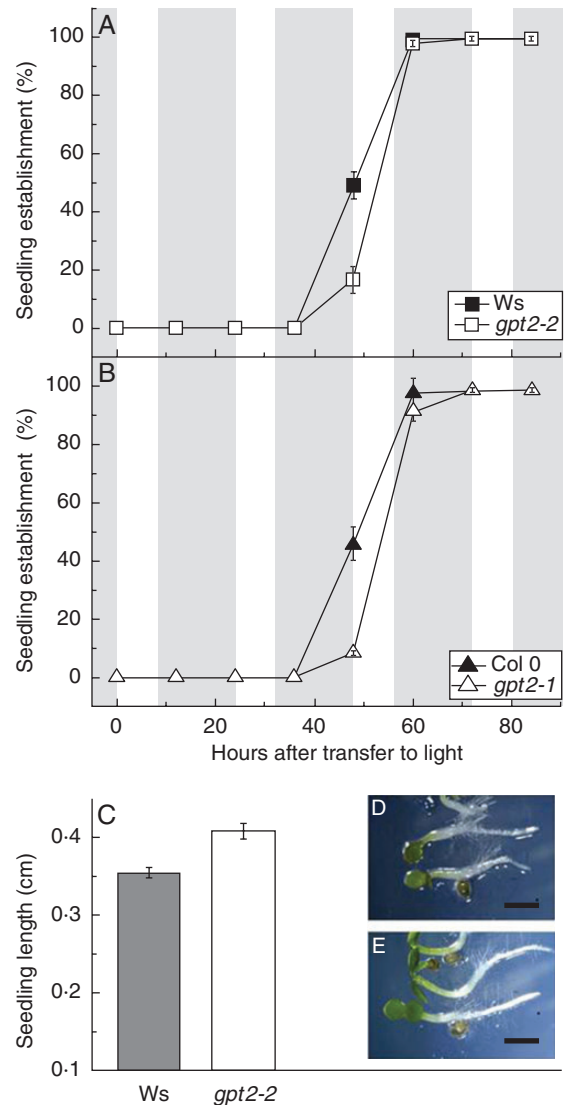 A
100
80
60
40
20
0
Seedling establishment (%)
Ws
gpt2-2
B
100
80
60
40
20
0
Seedling establishment (%)
Col 0
gpt2-1
0 20 40 60 80
Hours after transfer to light
C
0·4
0·3
0·2
0·1
Seedling length (cm)
Ws gpt2-2
D
E